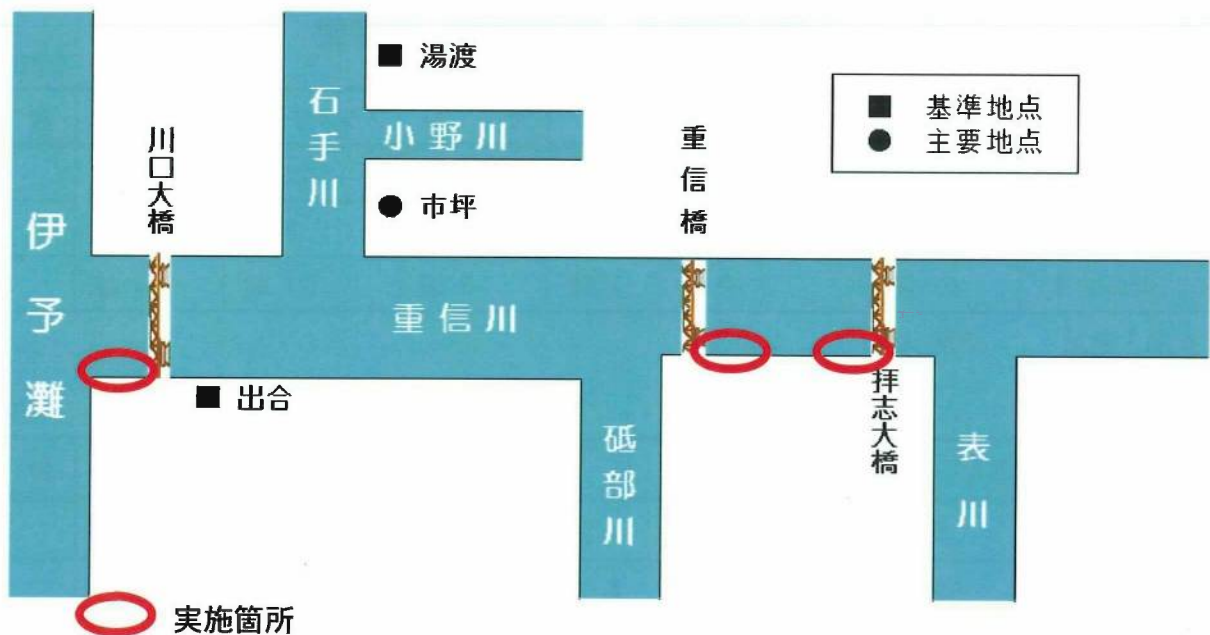 湯渡
基準地点
主要地点
石手川
小野川
川口大橋
重信橋
市坪
伊予灘
重信川
出合
拝志大橋
砥部川
表川
実施箇所